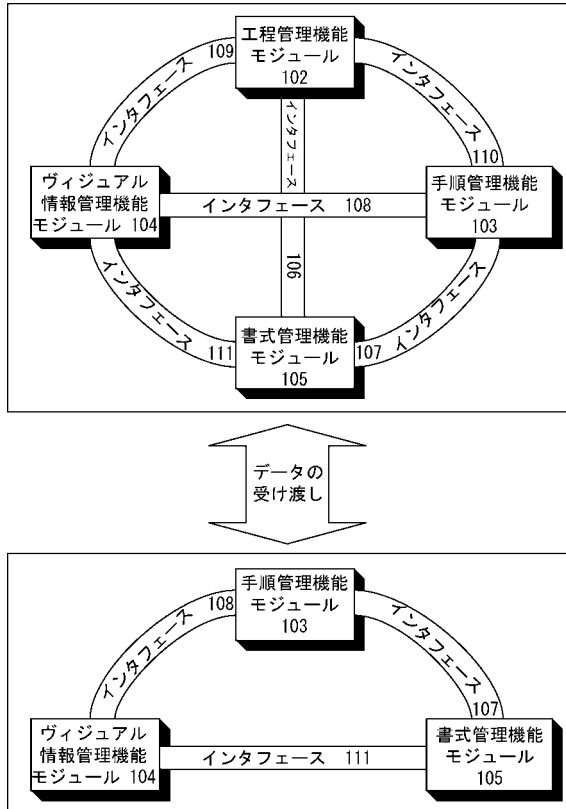 工程管理機能
モジュール
102
インタフェース 109
インタフェース 110
インタフェース 106
ヴィジュアル
情報管理機能
モジュール 104
インタフェース 108
手順管理機能
モジュール
103
インタフェース 111
書式管理機能
モジュール
105
107 インタフェース
データの
受け渡し
手順管理機能
モジュール
103
インタフェース 108
インタフェース 107
ヴィジュアル
情報管理機能
モジュール 104
インタフェース 111
書式管理機能
モジュール
105